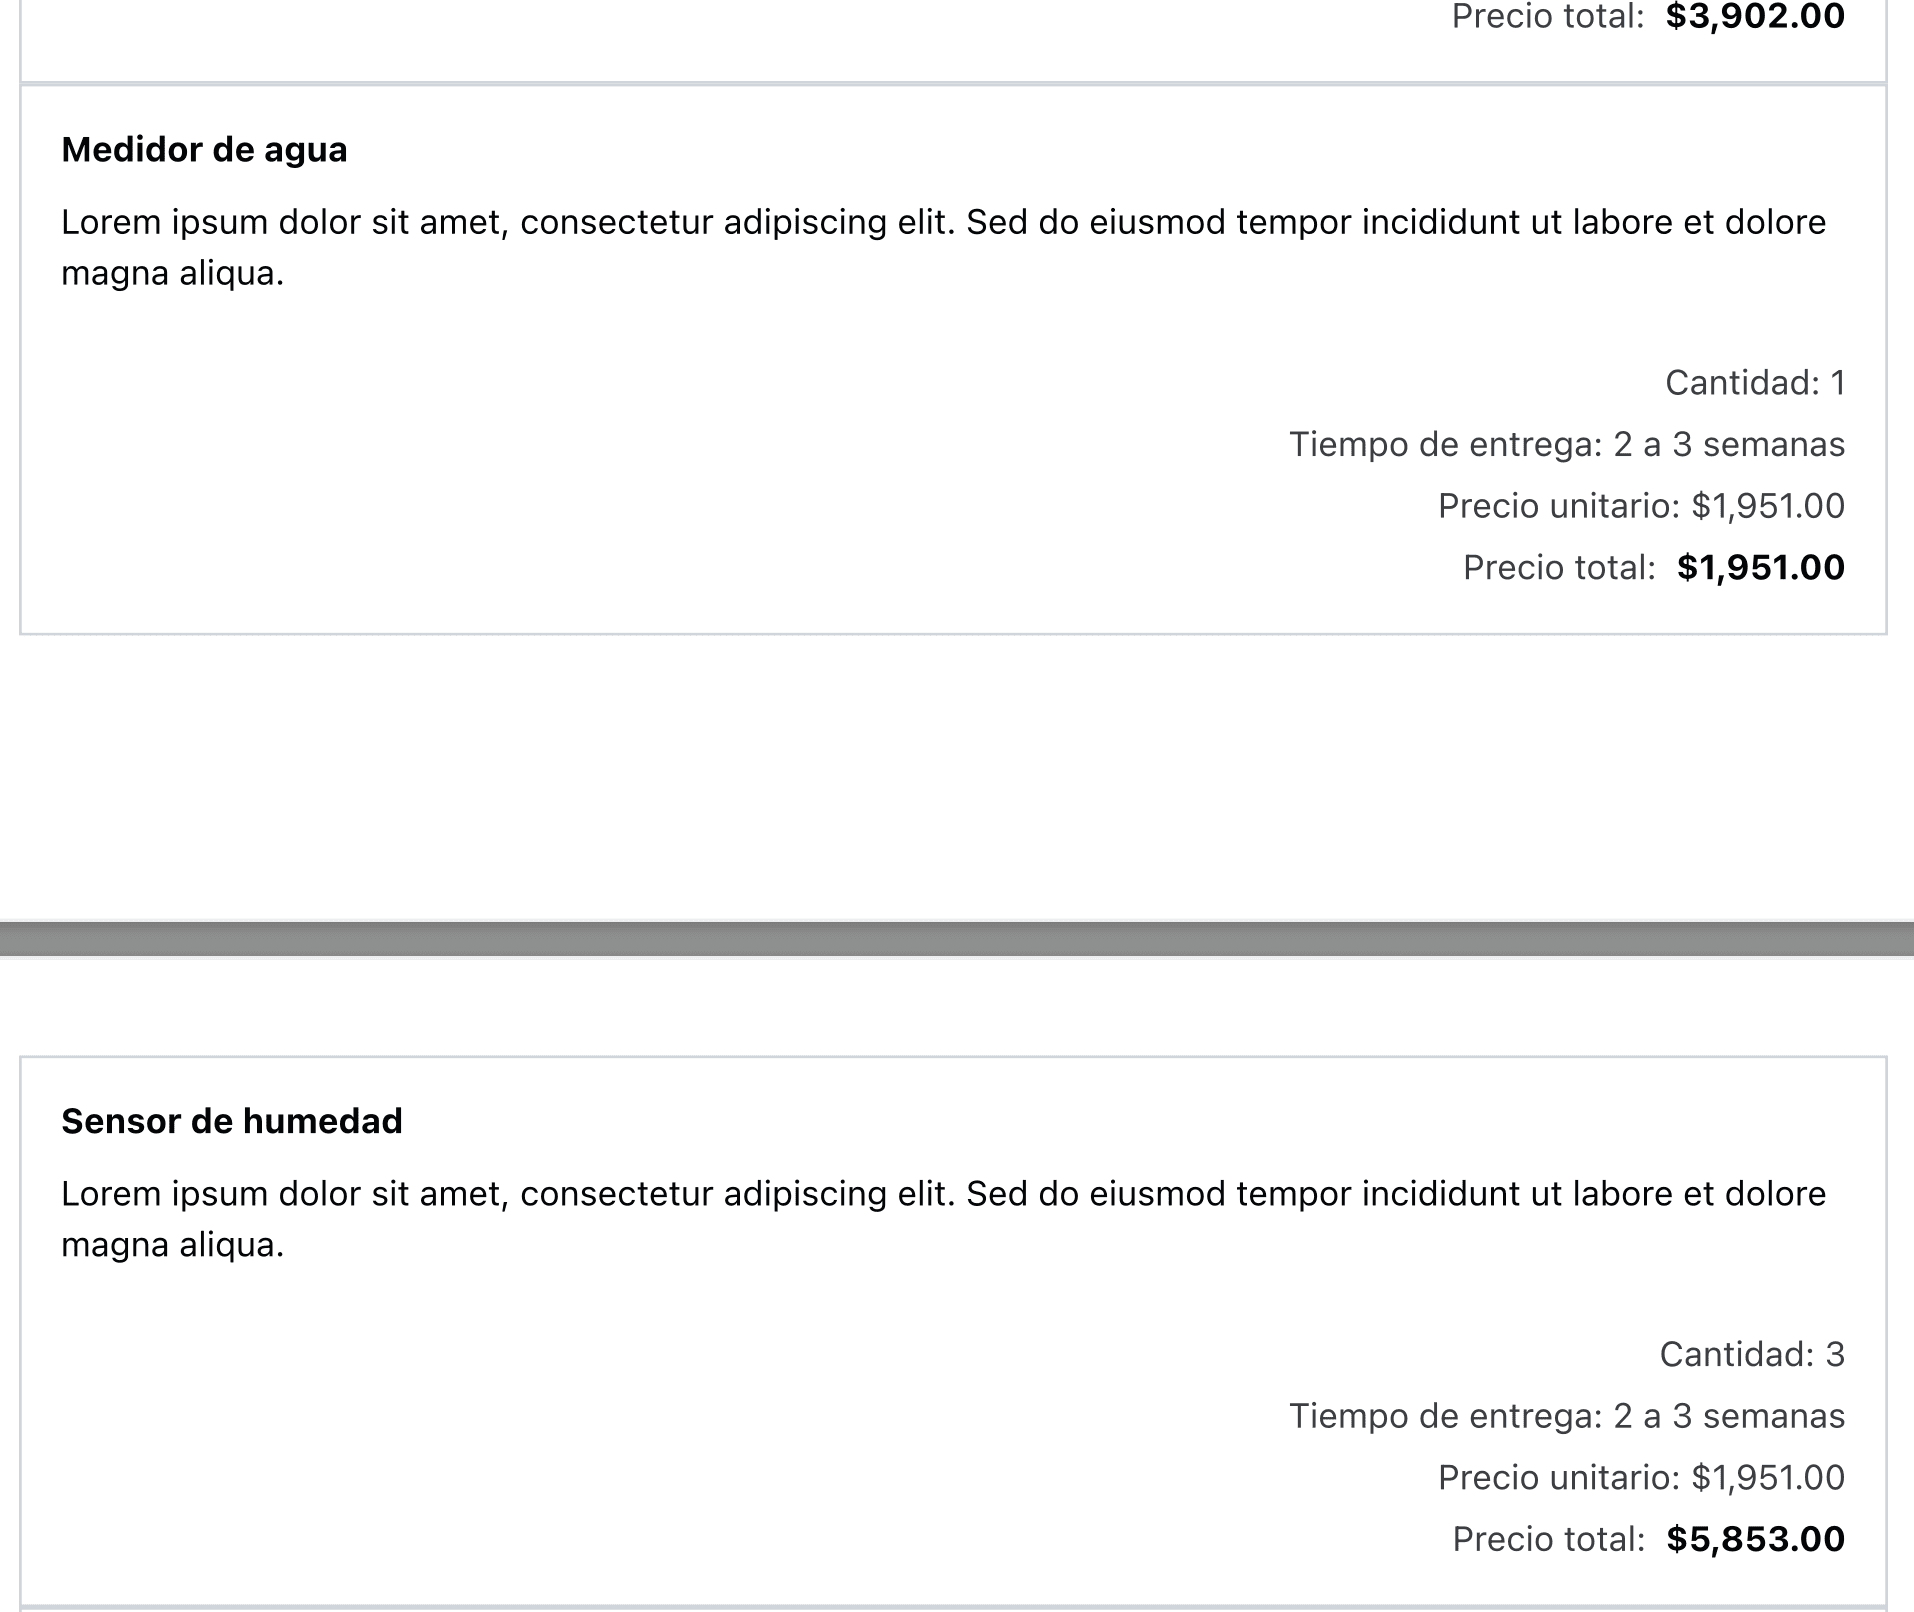 Precio total: $3,902.00
Medidor de agua
Lorem ipsum dolor sit amet, consectetur adipiscing elit. Sed do eiusmod tempor incididunt ut labore et dolore
magna aliqua.
Cantidad: 1
Tiempo de entrega: 2 a 3 semanas
Precio unitario: $1,951.00
Precio total: $1,951.00
Sensor de humedad
Lorem ipsum dolor sit amet, consectetur adipiscing elit. Sed do eiusmod tempor incididunt ut labore et dolore
magna aliqua.
Cantidad: 3
Tiempo de entrega: 2 a 3 semanas
Precio unitario: $1,951.00
Precio total: $5,853.00